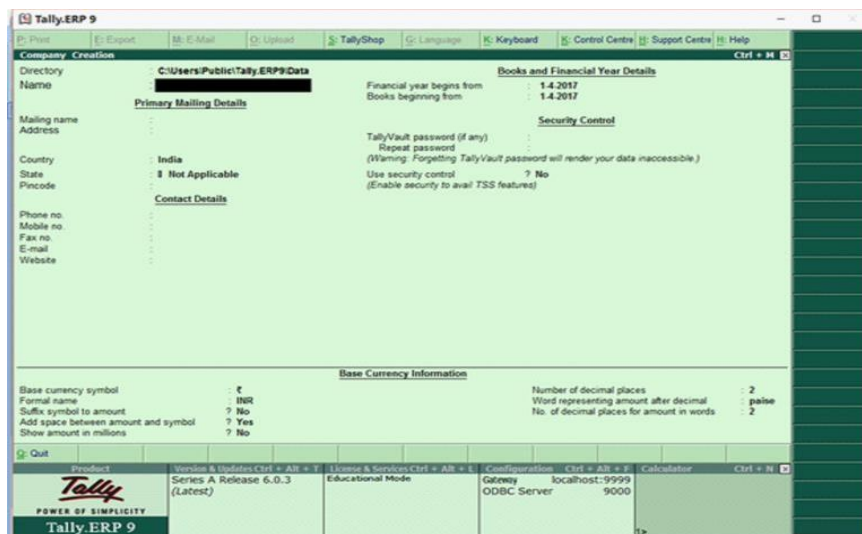 Tally.ERP 9
P: Print E: Export M: E-Mail O: Upload S: TallyShop G: Language K: Keyboard K: Control Centre H: Support Centre H: Help
Company Creation Ctrl + M
Directory : C:\Users\Public\Tally.ERP9\Data
Name :
Primary Mailing Details
Mailing name :
Address :
Country : India
State : Not Applicable
Pincode :
Contact Details
Phone no. :
Mobile no. :
Fax no. :
E-mail :
Website :
Books and Financial Year Details
Financial year begins from : 1-4-2017
Books beginning from : 1-4-2017
Security Control
TallyVault password (if any) :
Repeat password :
(Warning: Forgetting TallyVault password will render your data inaccessible.)
Use security control ? No
(Enable security to avail TSS features)
Base Currency Information
Base currency symbol : ₹
Formal name : INR
Suffix symbol to amount ? No
Add space between amount and symbol ? Yes
Show amount in millions ? No
Number of decimal places : 2
Word representing amount after decimal : paise
No. of decimal places for amount in words : 2
Q: Quit
Product
Tally
POWER OF SIMPLICITY
Tally.ERP 9
Version & Updates Ctrl + Alt + T
Series A Release 6.0.3
(Latest)
License & Services Ctrl + Alt + L
Educational Mode
Configuration Ctrl + Alt + F
Gateway localhost:9999
ODBC Server 9000
Calculator Ctrl + N
1>